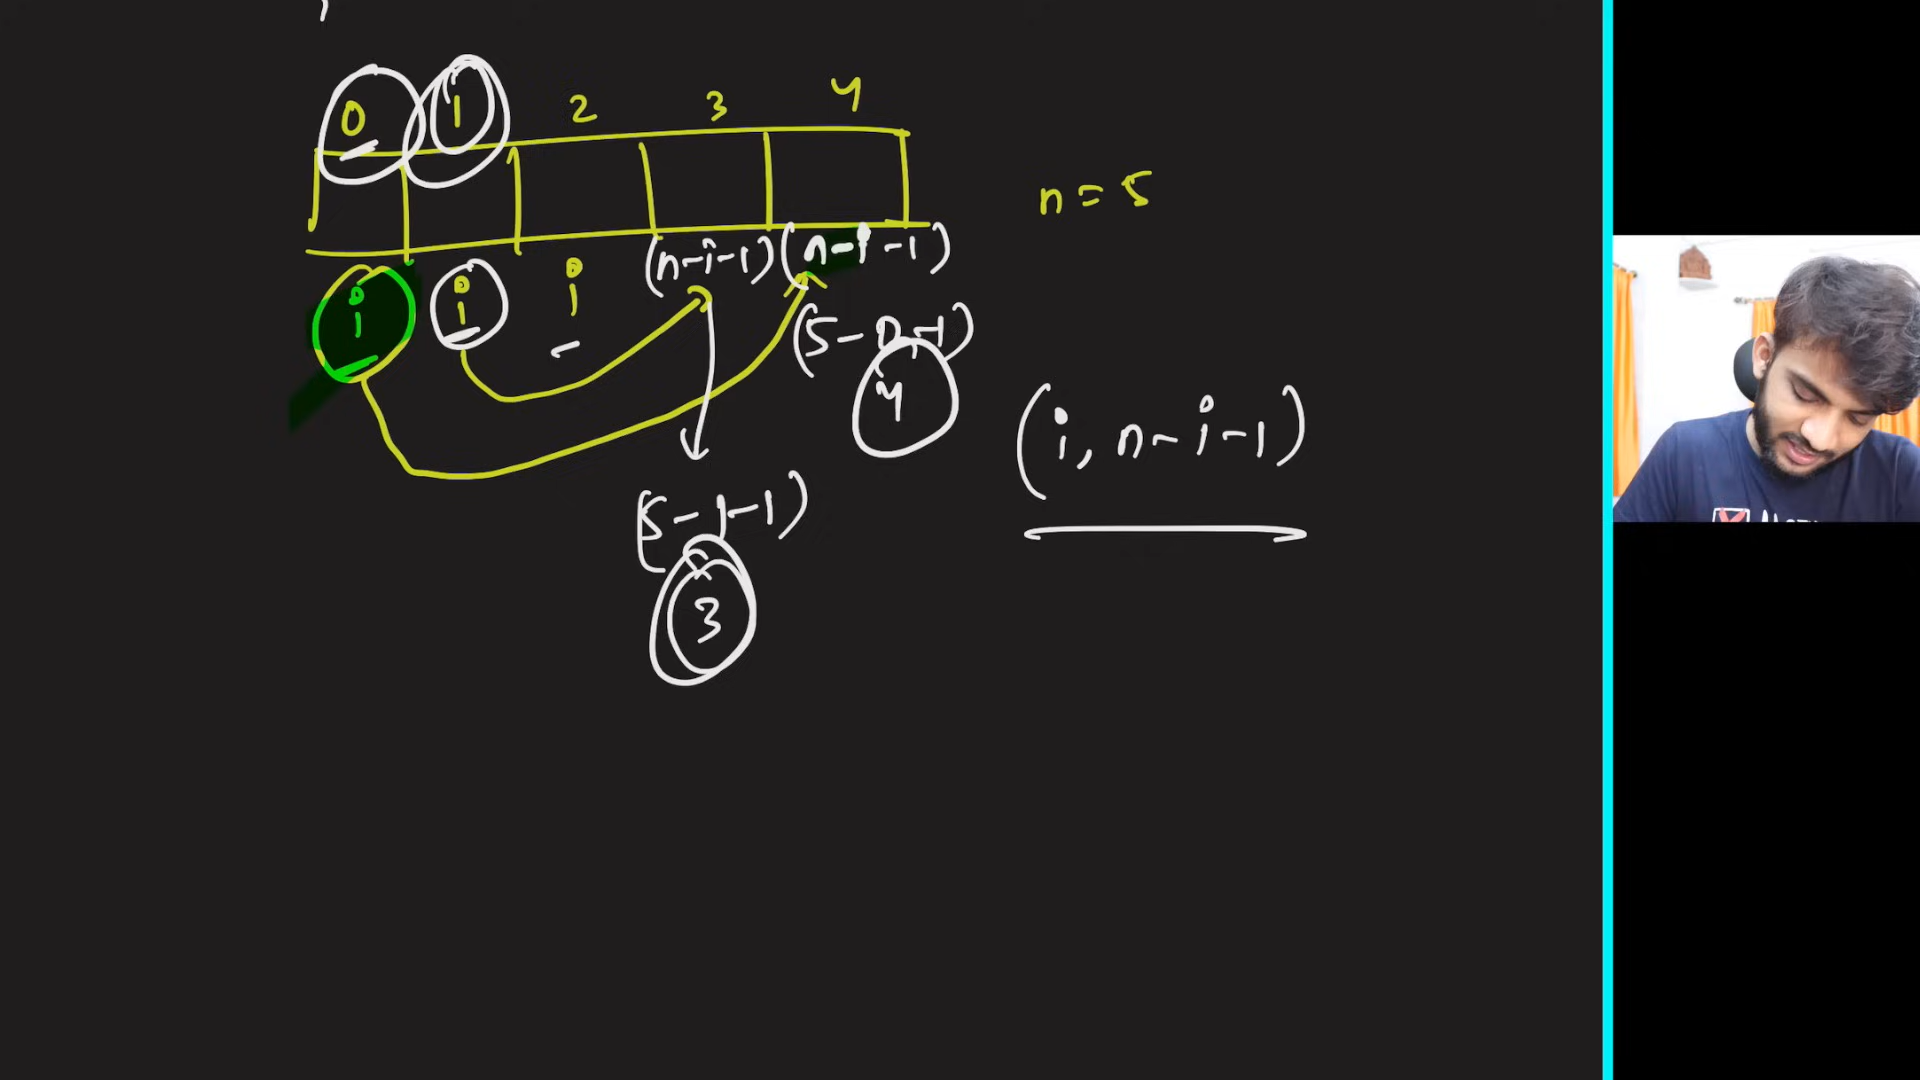 0 1 2 3 4
n = 5
(n-i-1) (n-i-1)
i i i
(5-0-1)
4
(i, n-i-1)
(5-1-1)
3